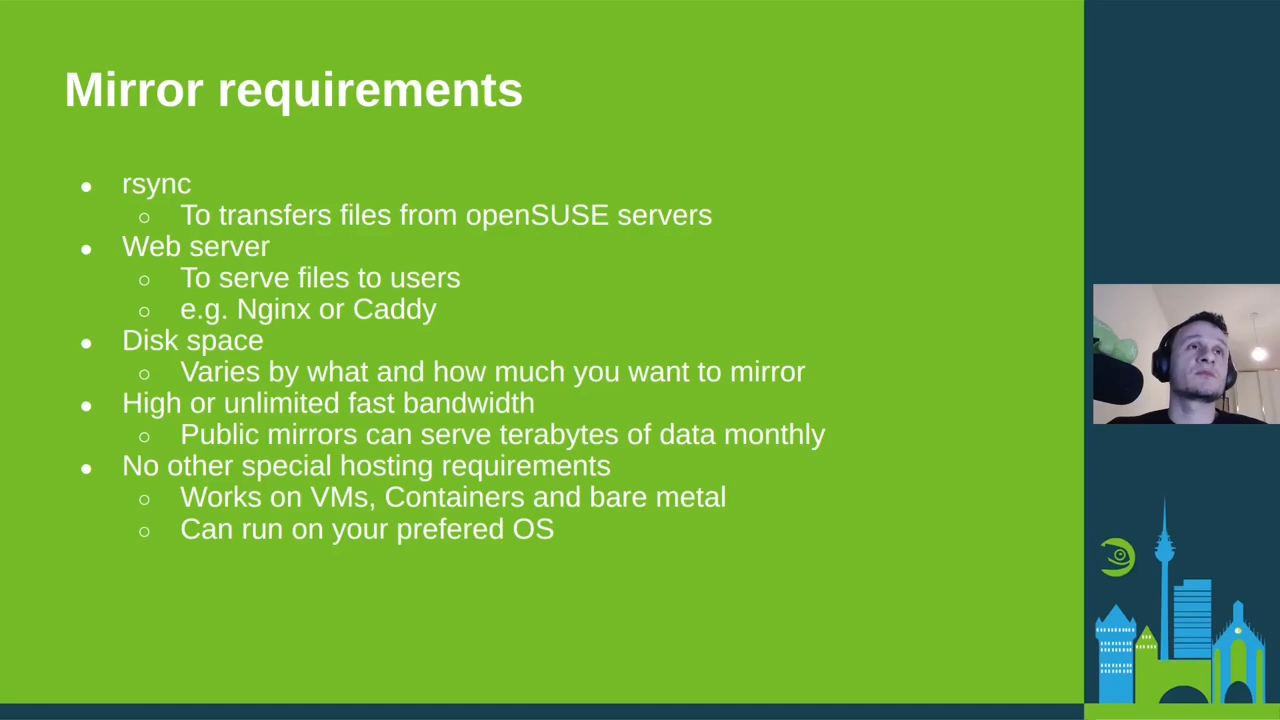 Mirror requirements
● rsync
○ To transfers files from openSUSE servers
● Web server
○ To serve files to users
○ e.g. Nginx or Caddy
● Disk space
○ Varies by what and how much you want to mirror
● High or unlimited fast bandwidth
○ Public mirrors can serve terabytes of data monthly
● No other special hosting requirements
○ Works on VMs, Containers and bare metal
○ Can run on your prefered OS